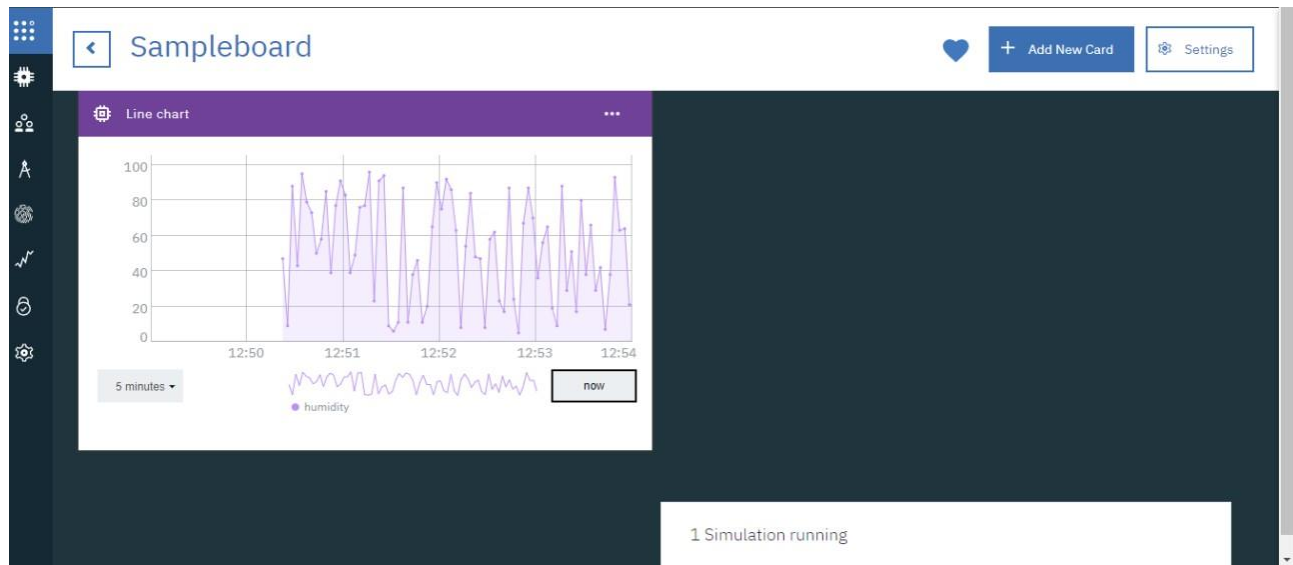 Sampleboard
+ Add New Card
Settings
Line chart
100
80
60
40
20
0
12:50 12:51 12:52 12:53 12:54
5 minutes
now
humidity
1 Simulation running